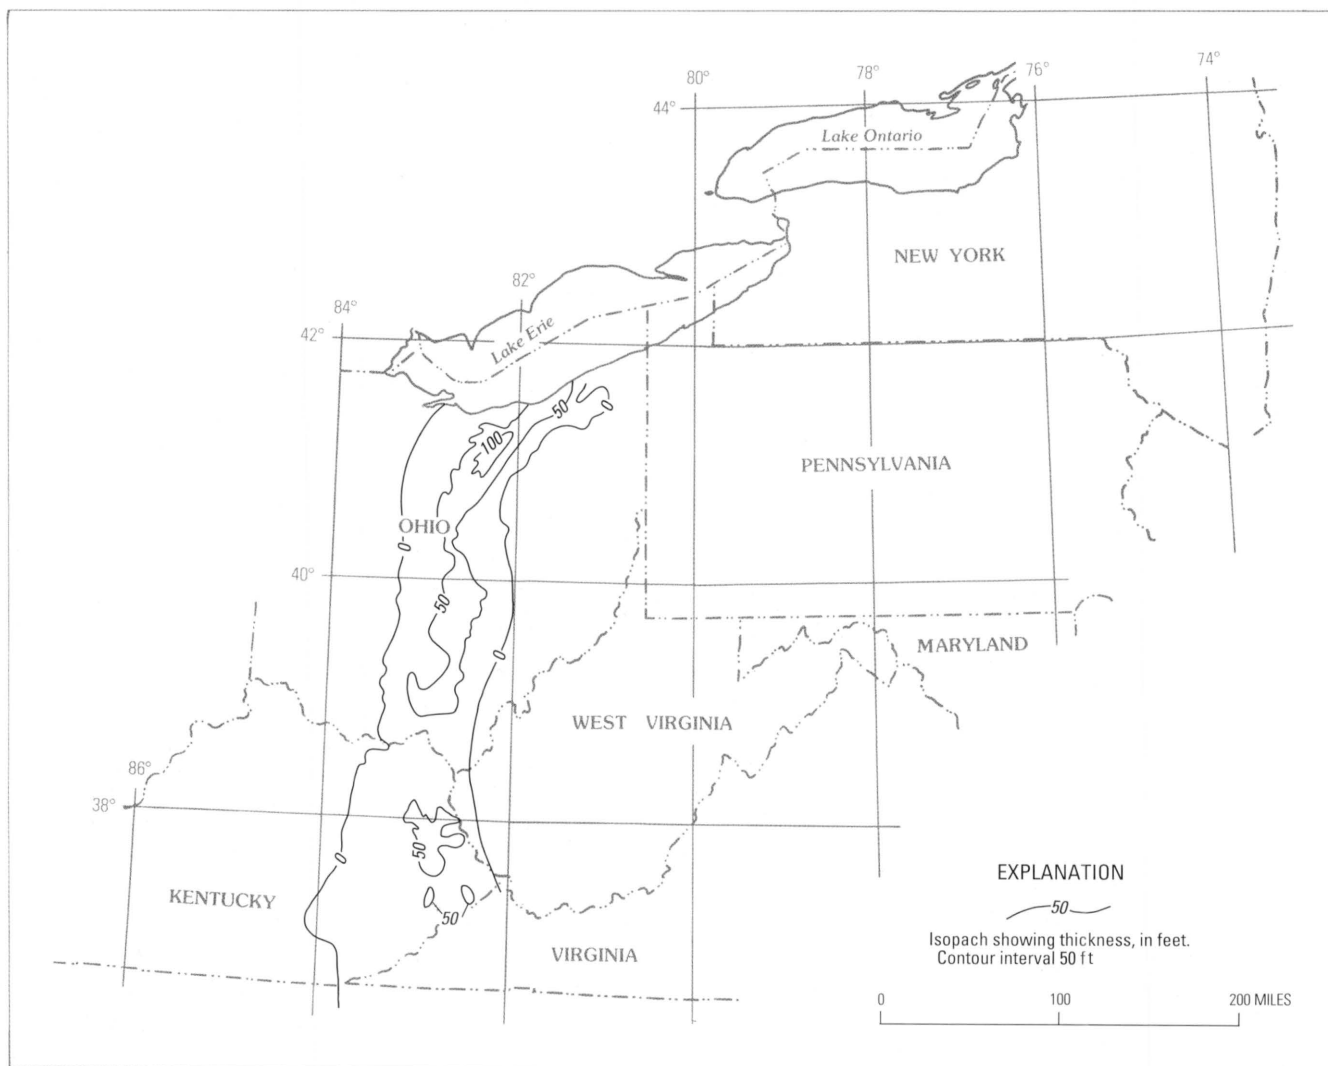 74°
76°
78°
80°
44°
Lake Ontario
NEW YORK
82°
84°
42°
Lake Erie
50
0
100
PENNSYLVANIA
OHIO
0
40°
50
0
MARYLAND
WEST VIRGINIA
86°
38°
50
0
KENTUCKY
50
VIRGINIA
EXPLANATION
50
Isopach showing thickness, in feet.
Contour interval 50 ft
0 100 200 MILES